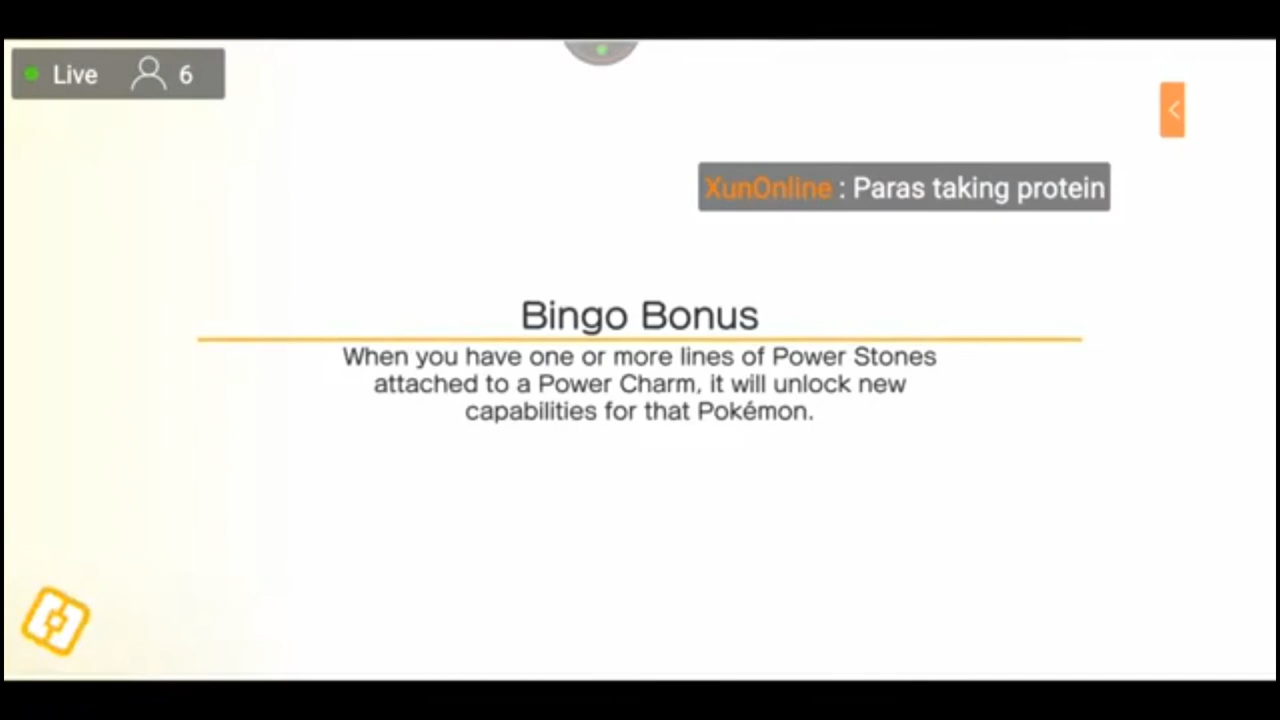 Live 6
XunOnline : Paras taking protein
Bingo Bonus
When you have one or more lines of Power Stones
attached to a Power Charm, it will unlock new
capabilities for that Pokémon.